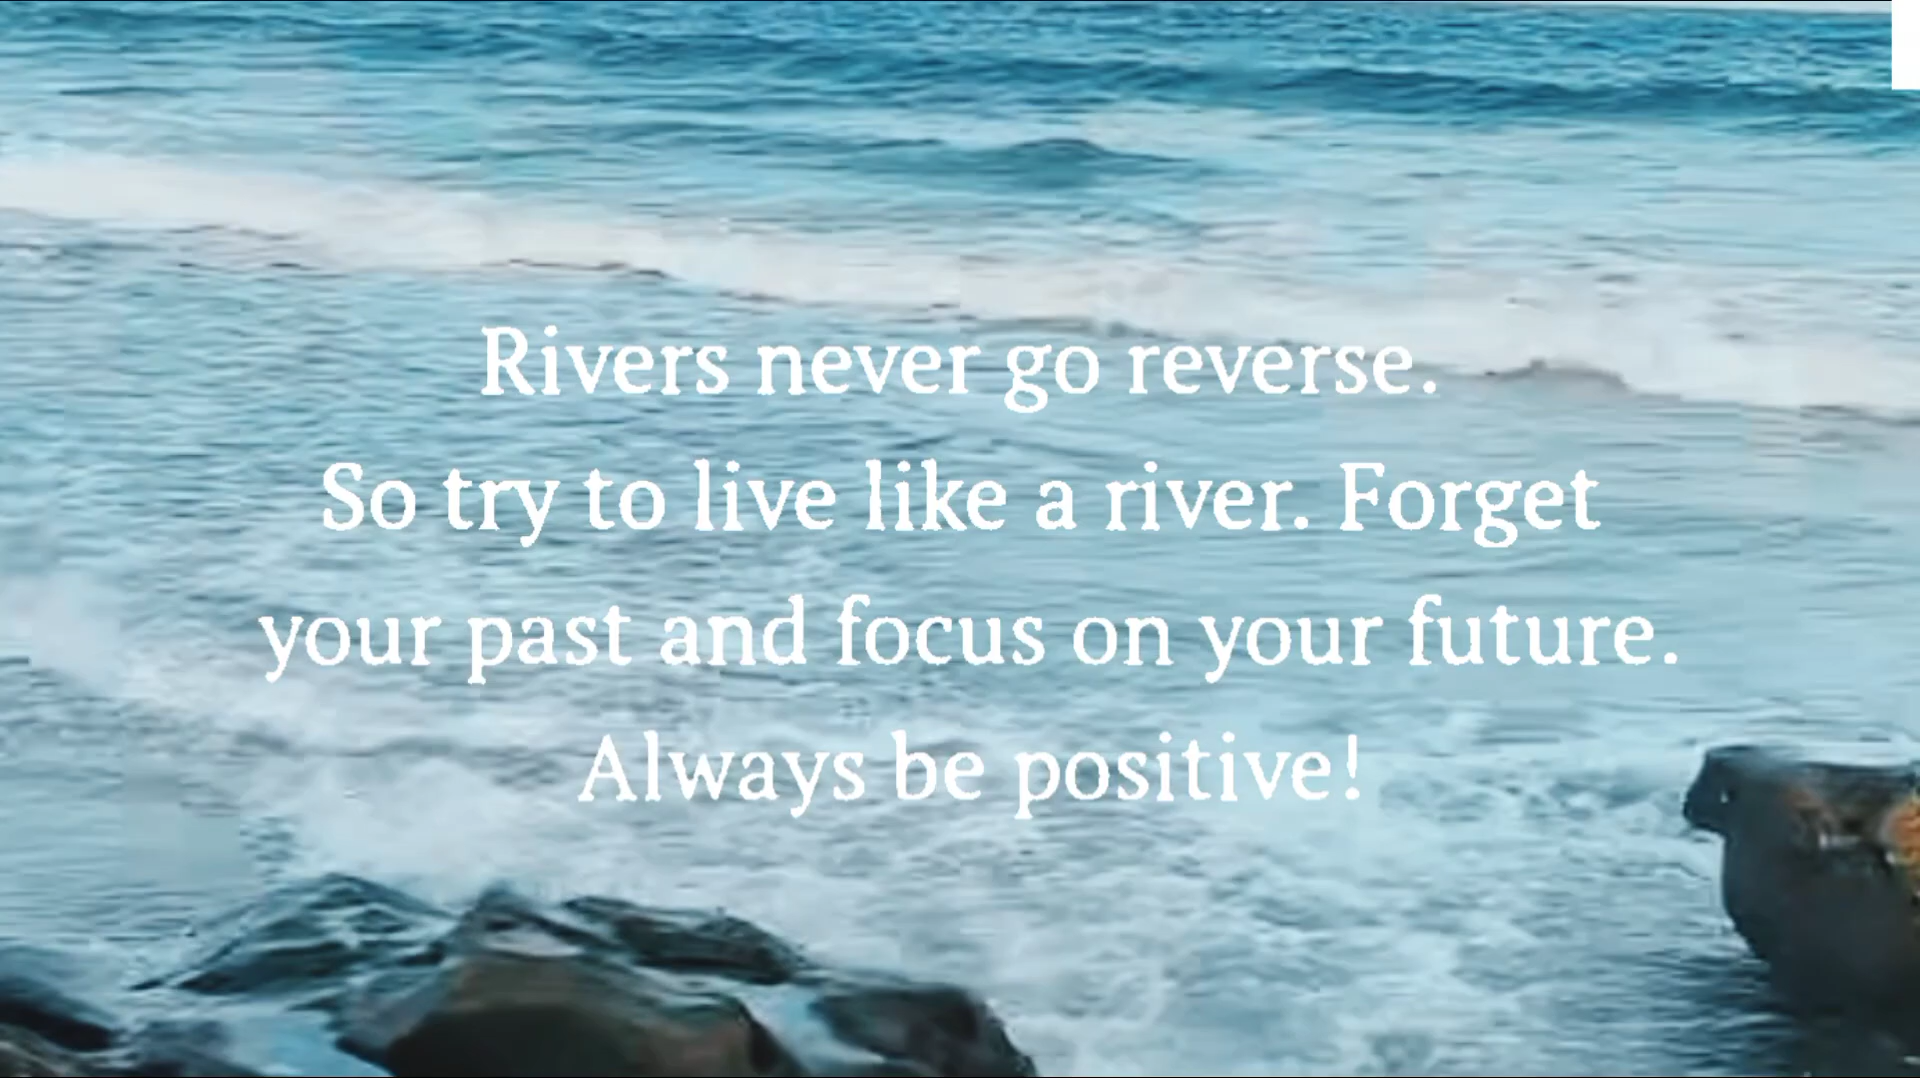 Rivers never go reverse.
So try to live like a river. Forget
your past and focus on your future.
Always be positive!